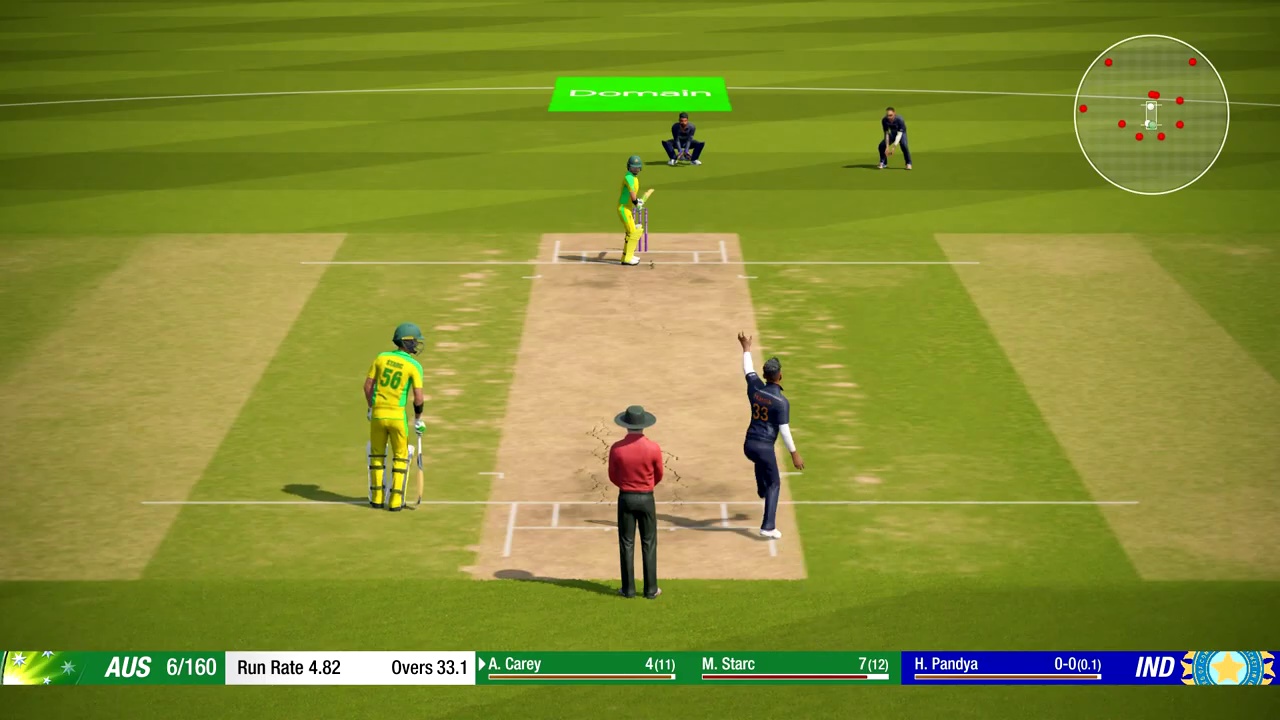 Domain
56
33
AUS 6/160 Run Rate 4.82 Overs 33.1 A. Carey 4(11) M. Starc 7(12) H. Pandya 0-0(0.1) IND